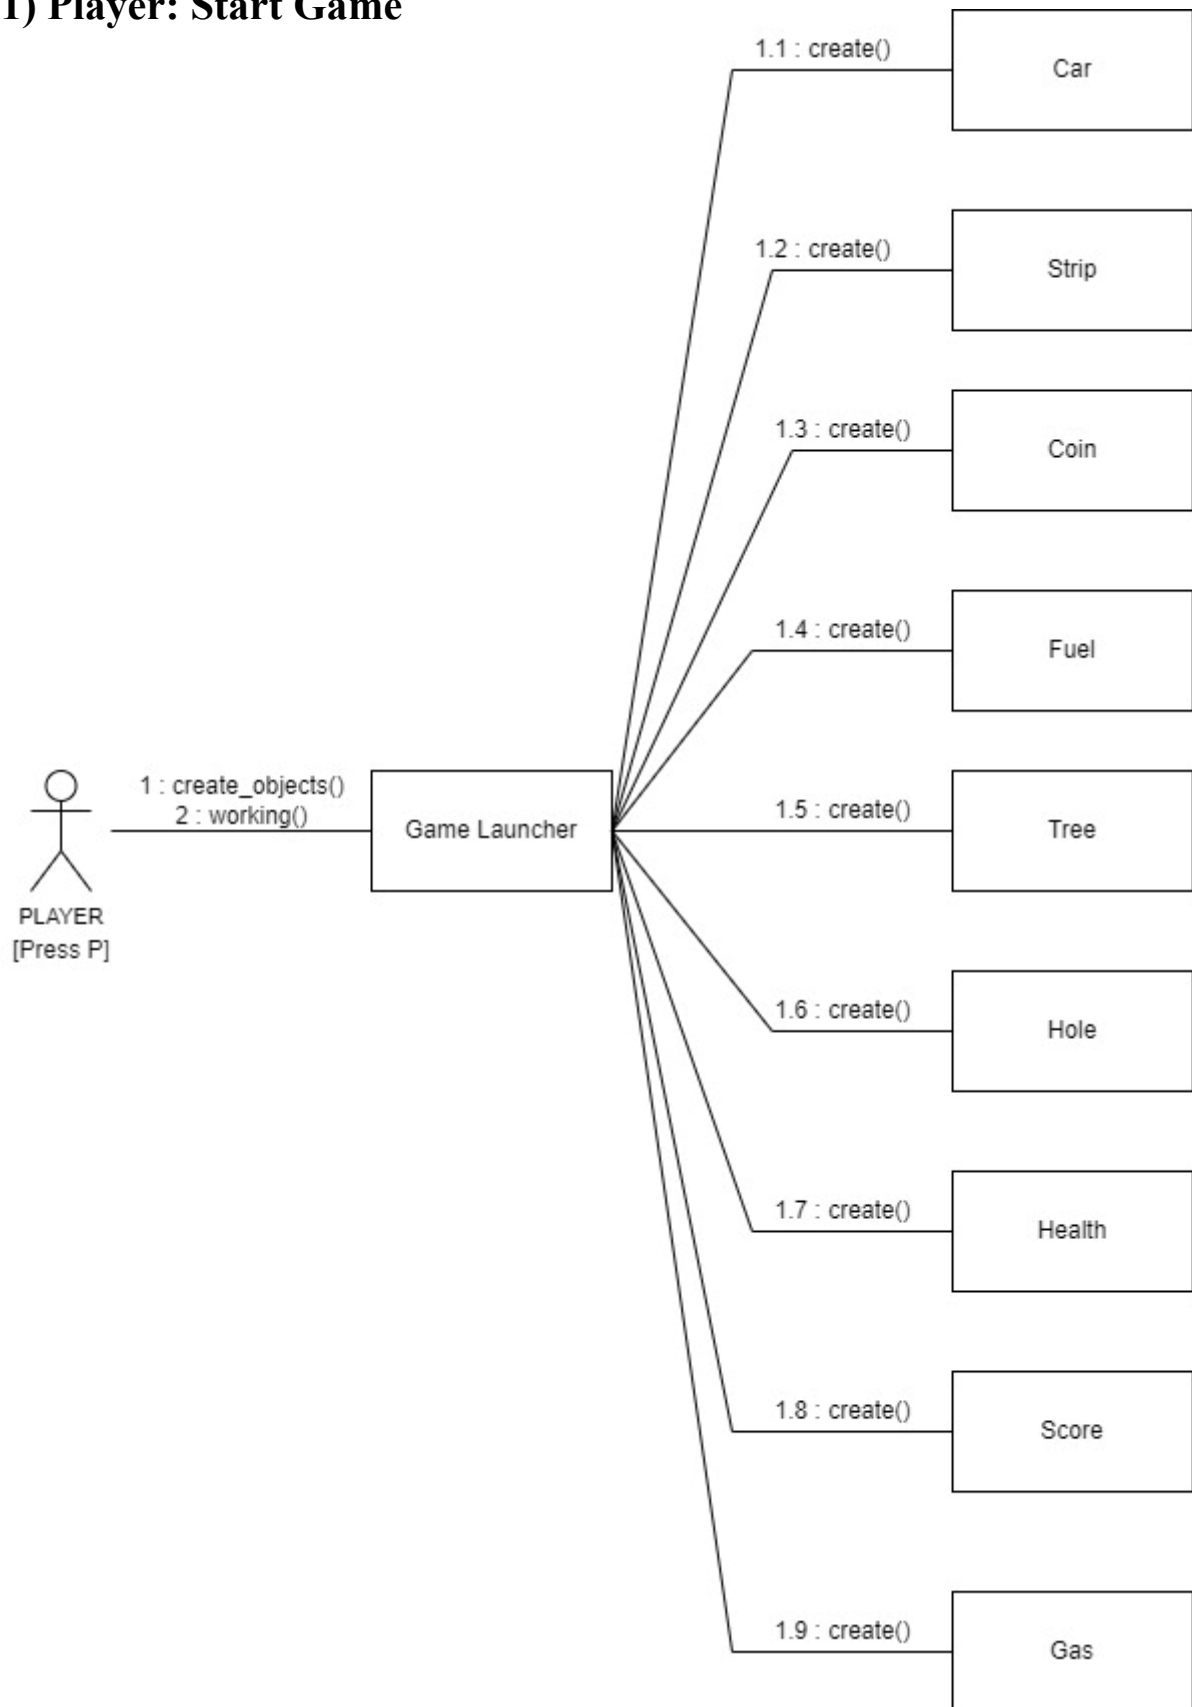 1) Player: Start Game
1.1 : create()
Car
1.2 : create()
Strip
1.3 : create()
Coin
1.4 : create()
Fuel
1 : create_objects()
2 : working()
Game Launcher
1.5 : create()
Tree
PLAYER
[Press P]
1.6 : create()
Hole
1.7 : create()
Health
1.8 : create()
Score
1.9 : create()
Gas